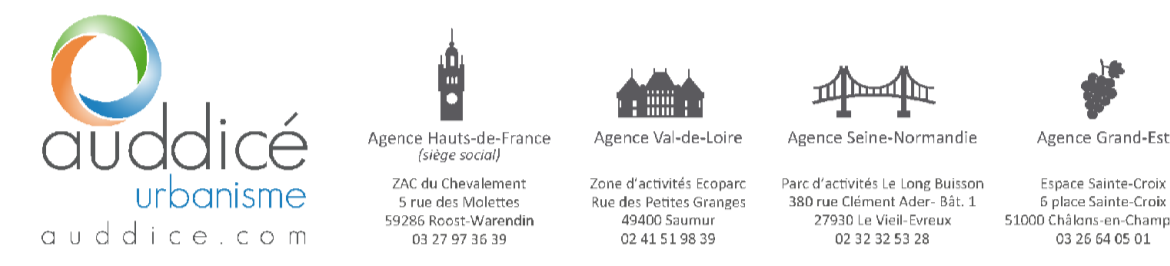 auddicé
urbanisme
auddice.com
Agence Hauts-de-France
(siège social)
ZAC du Chevalement
5 rue des Molettes
59286 Roost-Warendin
03 27 97 36 39
Agence Val-de-Loire
Zone d'activités Ecoparc
Rue des Petites Granges
49400 Saumur
02 41 51 98 39
Agence Seine-Normandie
Parc d'activités Le Long Buisson
380 rue Clément Ader- Bât. 1
27930 Le Vieil-Evreux
02 32 32 53 28
Agence Grand-Est
Espace Sainte-Croix
6 place Sainte-Croix
51000 Châlons-en-Champ
03 26 64 05 01